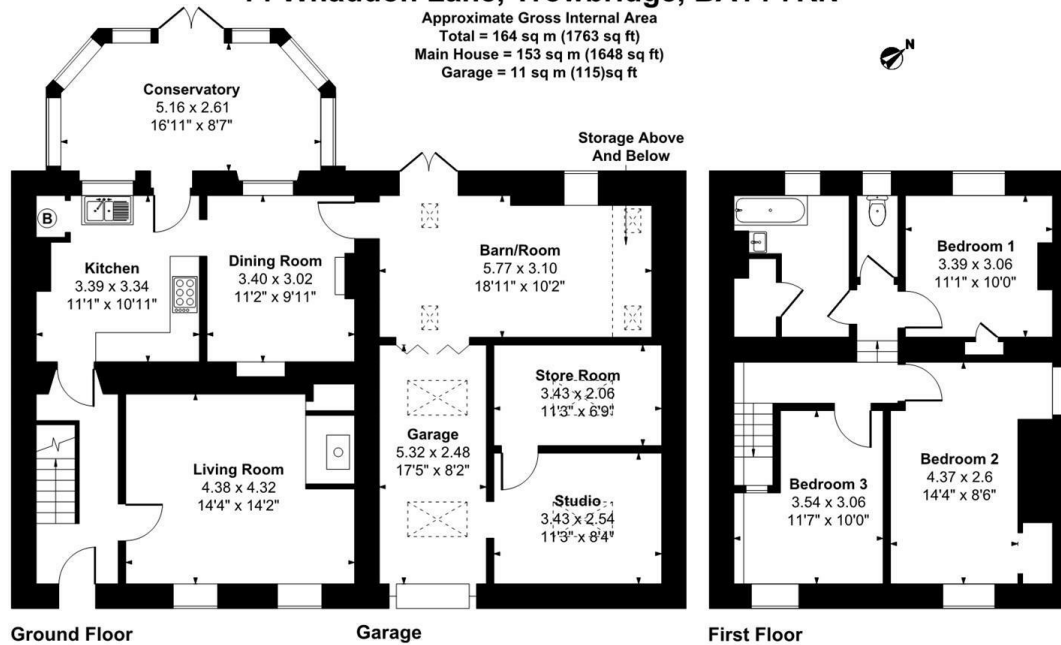 Approximate Gross Internal Area
Total = 164 sq m (1763 sq ft)
Main House = 153 sq m (1648 sq ft)
Garage = 11 sq m (115)sq ft
N
Conservatory
5.16 x 2.61
16'11" x 8'7"
Storage Above
And Below
B
Kitchen
3.39 x 3.34
11'1" x 10'11"
Dining Room
3.40 x 3.02
11'2" x 9'11"
Barn/Room
5.77 x 3.10
18'11" x 10'2"
Bedroom 1
3.39 x 3.06
11'1" x 10'0"
Store Room
3.43 x 2.06
11'3" x 6'9"
Garage
5.32 x 2.48
17'5" x 8'2"
Living Room
4.38 x 4.32
14'4" x 14'2"
Studio
3.43 x 2.54
11'3" x 8'4"
Bedroom 3
3.54 x 3.06
11'7" x 10'0"
Bedroom 2
4.37 x 2.6
14'4" x 8'6"
Ground Floor
Garage
First Floor